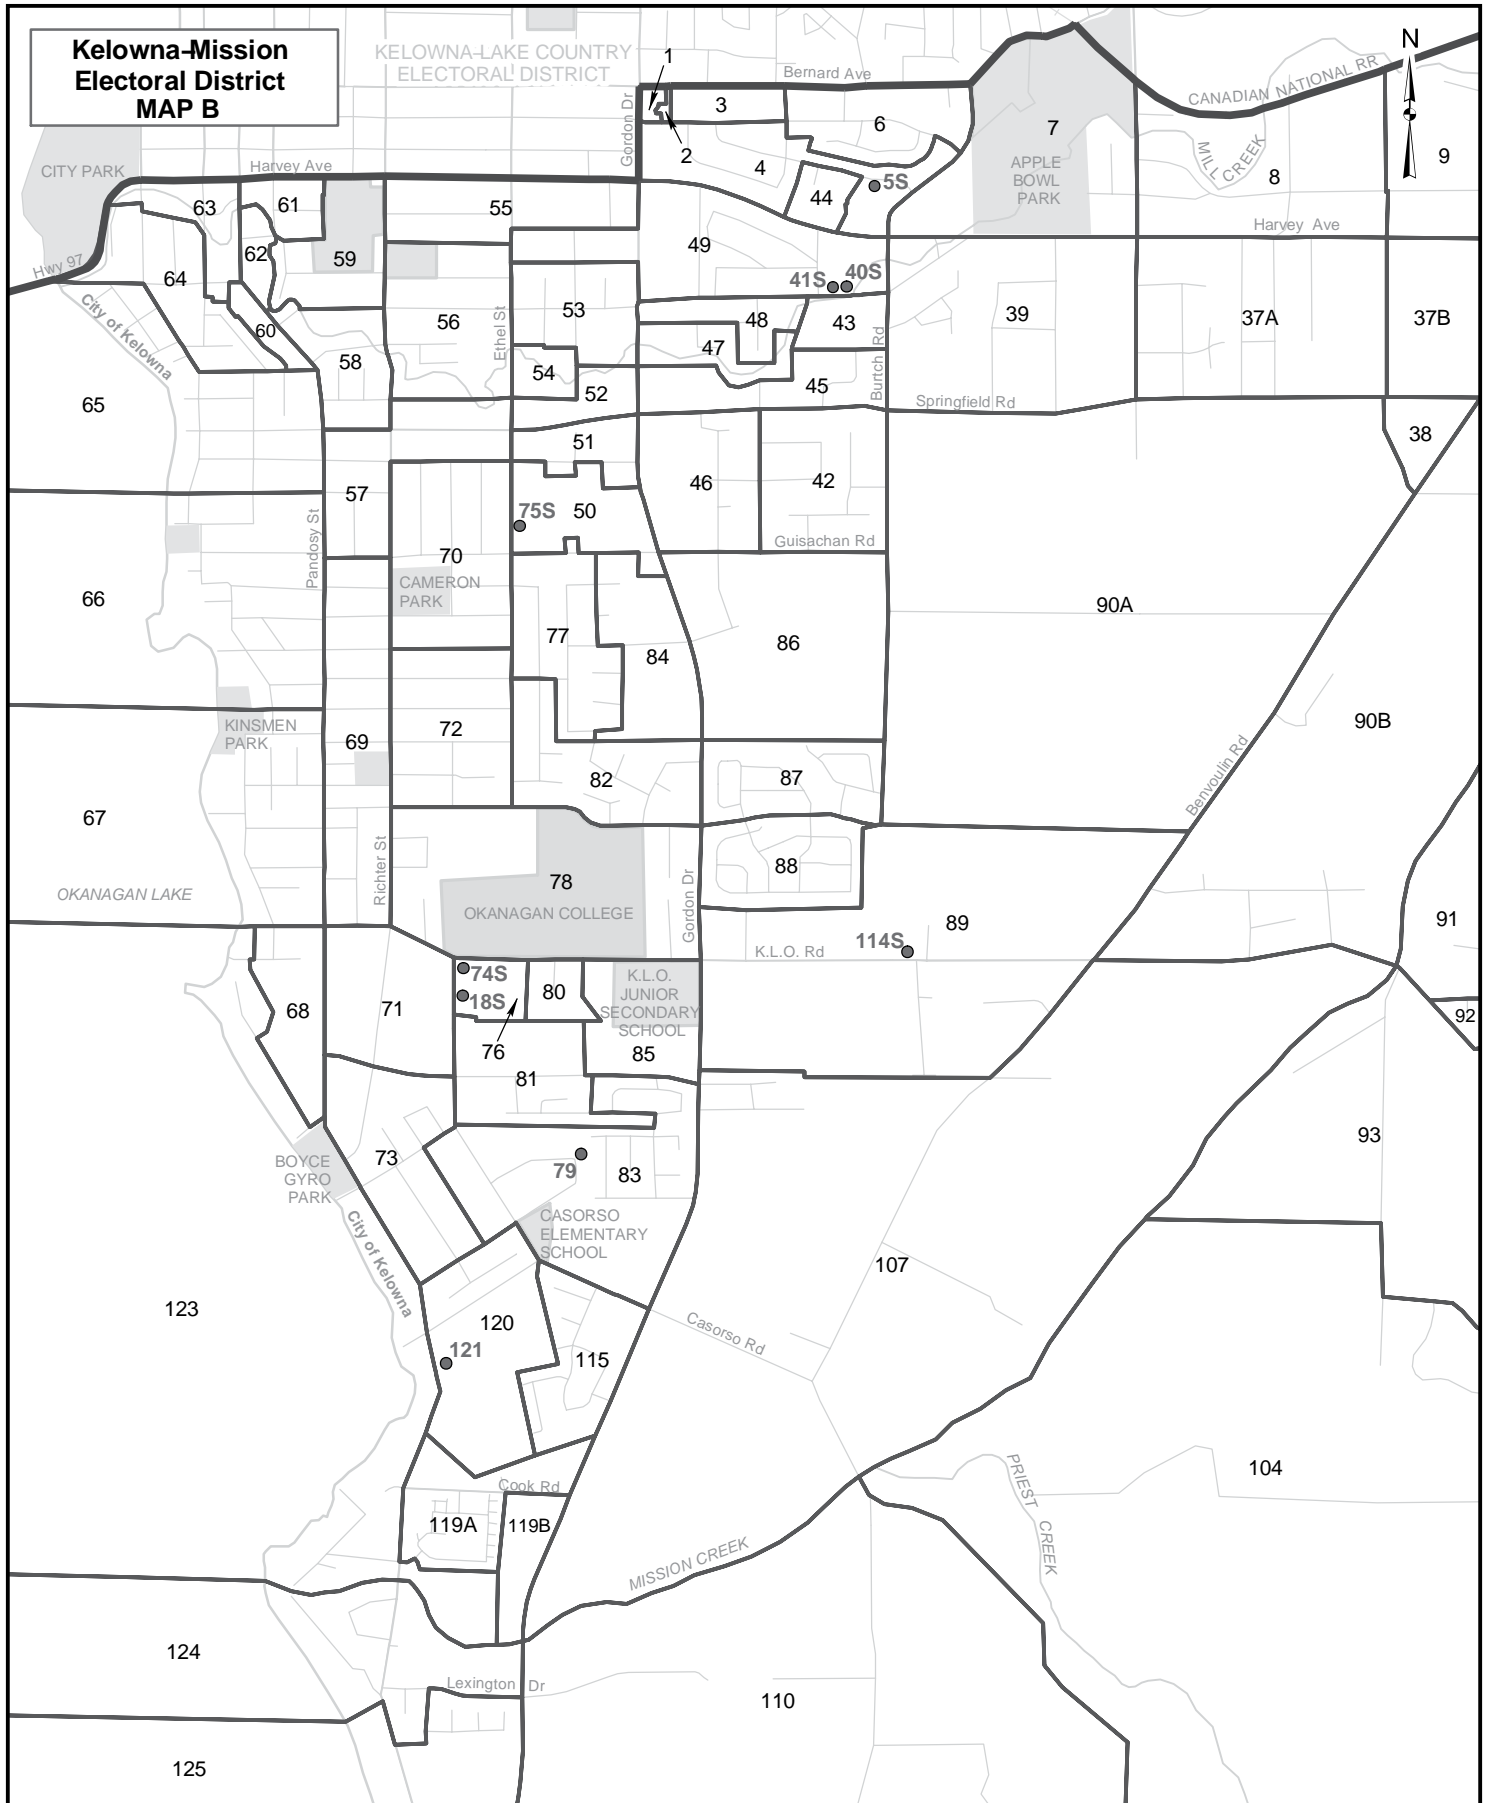 Kelowna-Mission
Electoral District
MAP B
KELOWNA-LAKE COUNTRY
ELECTORAL DISTRICT
1
Bernard Ave
N
CANADIAN NATIONAL RR
Gordon Dr
3
6
7
2
4
MILL CREEK
9
CITY PARK
Harvey Ave
APPLE
BOWL
PARK
8
5S
44
63
61
55
Harvey Ave
62
59
49
Hwy 97
64
41S
40S
City of Kelowna
60
56
Ethel St
53
48
43
39
37A
37B
47
58
54
45
Burtch Rd
65
52
Springfield Rd
38
51
57
46
42
75S
50
Guisachan Rd
Pandosy St
70
CAMERON
PARK
66
90A
77
84
86
KINSMEN
PARK
69
72
90B
82
87
Benvoulin Rd
67
Richter St
88
78
OKANAGAN LAKE
OKANAGAN COLLEGE
Gordon Dr
89
91
K.L.O. Rd
114S
74S
18S
80
K.L.O.
JUNIOR
SECONDARY
SCHOOL
68
71
92
76
85
81
93
73
79
83
BOYCE
GYRO
PARK
City of Kelowna
CASORSO
ELEMENTARY
SCHOOL
107
123
120
Casorso Rd
121
115
PRIEST CREEK
104
Cook Rd
119A
119B
MISSION CREEK
124
Lexington Dr
110
125